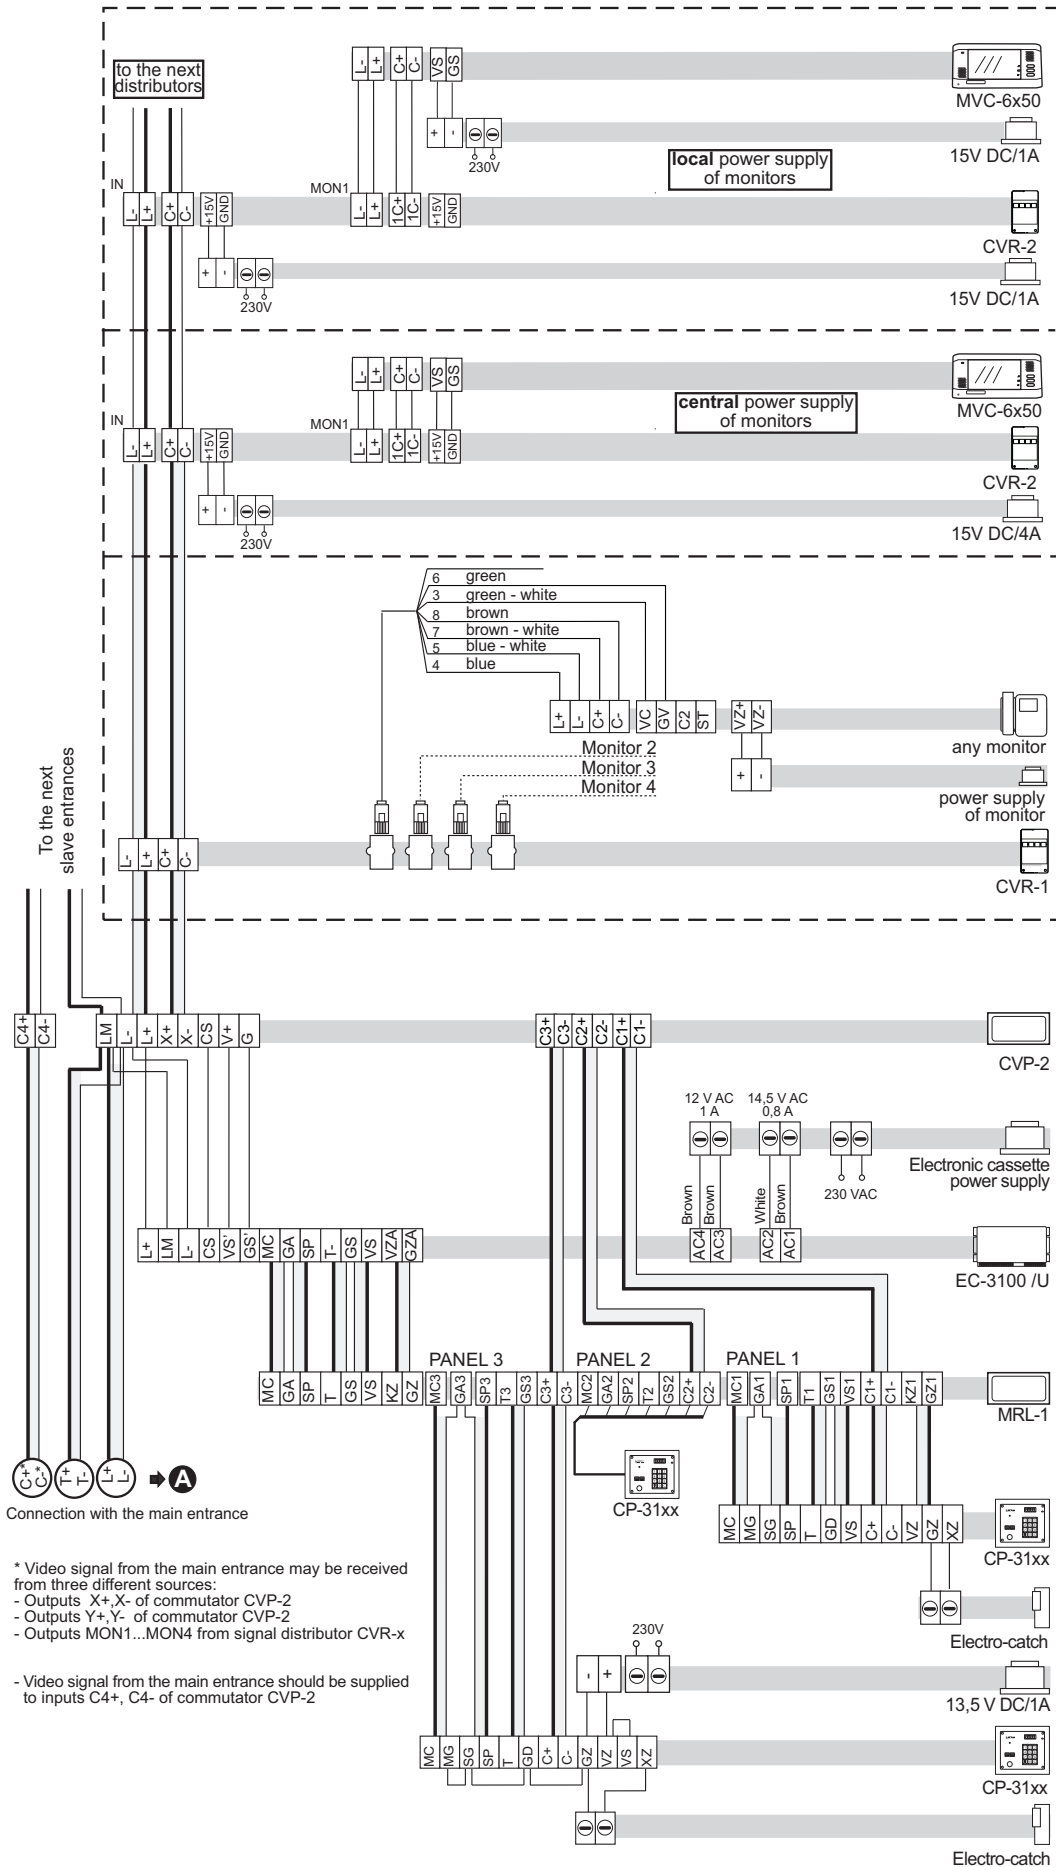 to the next
distributors
L- L+ C+ C- VS GS
MVC-6x50
+ -
230V
15V DC/1A
local power supply
of monitors
IN
MON1
L- L+ C+ C- +15V GND
L- L+ 1C+ 1C- +15V GND
CVR-2
+ -
230V
15V DC/1A
L- L+ C+ C- VS GS
MVC-6x50
central power supply
of monitors
IN
MON1
L- L+ C+ C- +15V GND
L- L+ 1C+ 1C- +15V GND
CVR-2
+ -
230V
15V DC/4A
6 green
3 green - white
8 brown
7 brown - white
5 blue - white
4 blue
L+ L- C+ C- VC GV C2 ST VZ+ VZ-
any monitor
Monitor 2
Monitor 3
Monitor 4
+ -
power supply
of monitor
To the next
slave entrances
L- L+ C+ C-
CVR-1
C4+ C4- LM L- L+ X+ X- CS V+ G
C3+ C3- C2+ C2- C1+ C1-
CVP-2
12 V AC
1 A
14,5 V AC
0,8 A
230 VAC
Electronic cassette
power supply
Brown
Brown
White
Brown
L+ LM L- CS VS' GS' MC GA SP T- GS VS VZA GZA
AC4 AC3 AC2 AC1
EC-3100 /U
PANEL 3
PANEL 2
PANEL 1
MC GA SP T GS VS KZ GZ MC3 GA3 SP3 T3 GS3 C3+ C3- MC2 GA2 SP2 T2 GS2 C2+ C2- MC1 GA1 SP1 T1 GS1 VS1 C1+ C1- KZ1 GZ1
MRL-1
C+* C-* T+ T- L+ L- A
Connection with the main entrance
CP-31xx
MC MG SG SP T GD VS C+ C- VZ GZ XZ
CP-31xx
* Video signal from the main entrance may be received
from three different sources:
- Outputs X+,X- of commutator CVP-2
- Outputs Y+,Y- of commutator CVP-2
- Outputs MON1...MON4 from signal distributor CVR-x
Electro-catch
230V
- +
- Video signal from the main entrance should be supplied
to inputs C4+, C4- of commutator CVP-2
13,5 V DC/1A
MC MG SG SP T GD C+ C- GZ VZ VS XZ
CP-31xx
Electro-catch